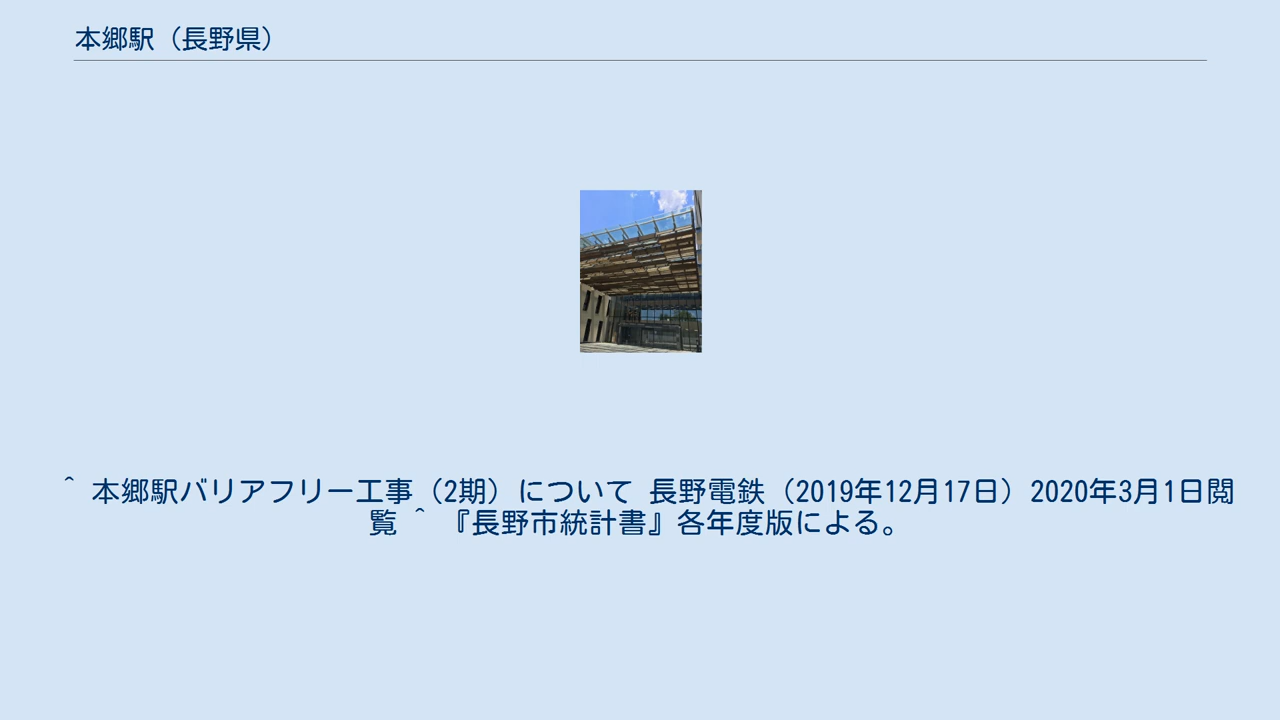 本郷駅（長野県）
^ 本郷駅バリアフリー工事（2期）について 長野電鉄（2019年12月17日）2020年3月1日閲
覧 ^ 『長野市統計書』各年度版による。